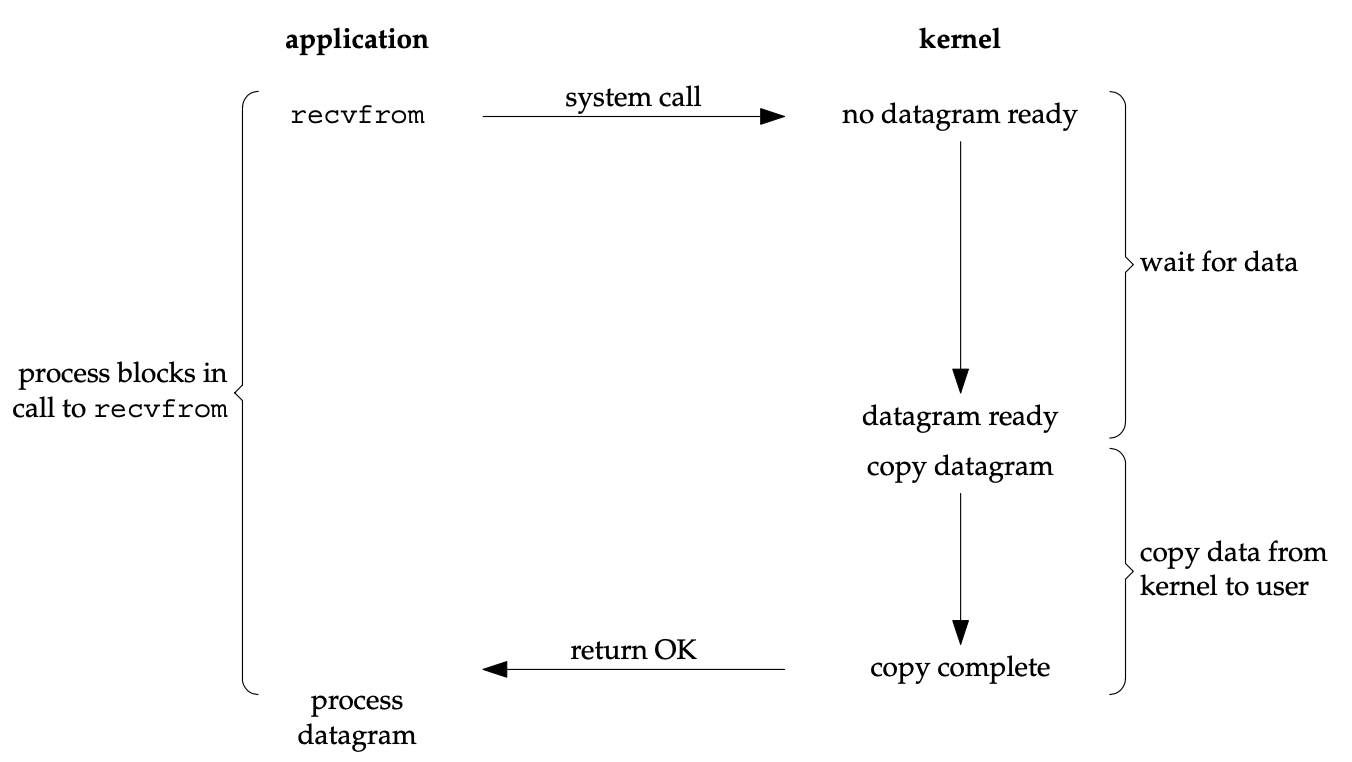 application
kernel
recvfrom
system call
no datagram ready
wait for data
process blocks in
call to recvfrom
datagram ready
copy datagram
copy data from
kernel to user
return OK
copy complete
process
datagram